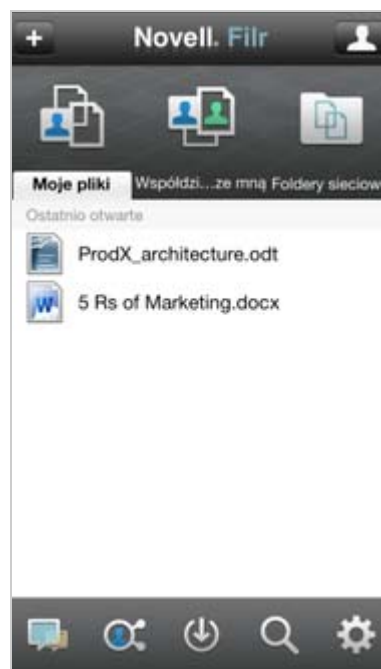 Novell. Filr
Moje pliki Współdzi...ze mną Foldery sieciow
Ostatnio otwarte
ProdX_architecture.odt
5 Rs of Marketing.docx